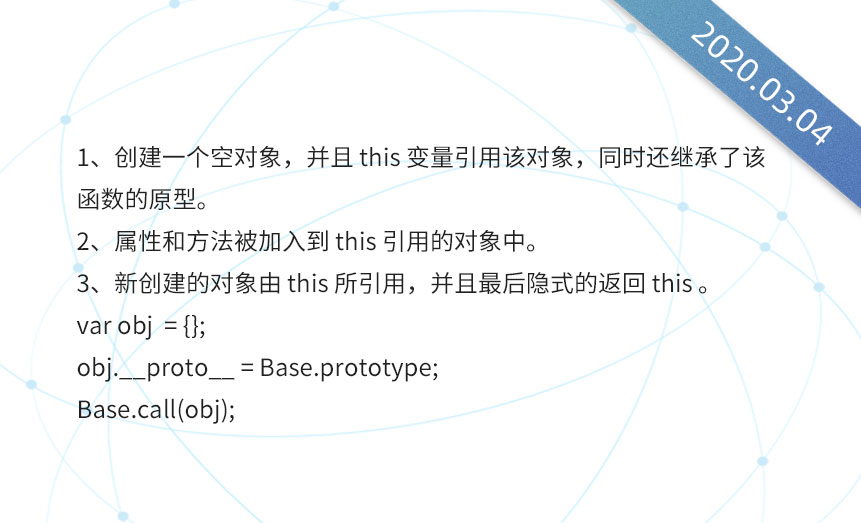 2020.03.04
1、创建一个空对象，并且 this 变量引用该对象，同时还继承了该
函数的原型。
2、属性和方法被加入到 this 引用的对象中。
3、新创建的对象由 this 所引用，并且最后隐式的返回 this 。
var obj  = {};
obj.__proto__ = Base.prototype;
Base.call(obj);